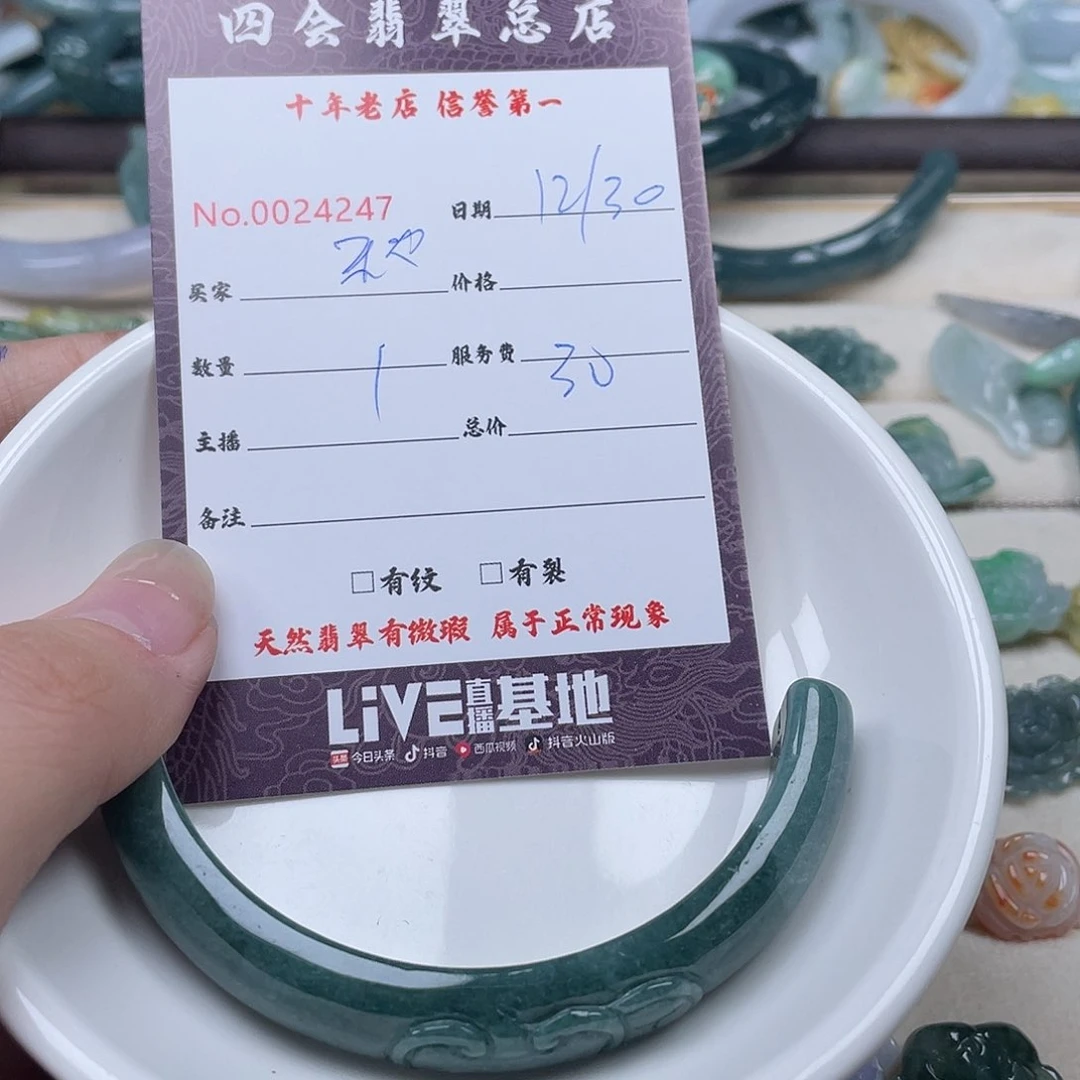 四会翡翠总店
十年老店 信誉第一
No.0024247 日期 12/30
买家 价格
数量 1 服务费 30
主播 总价
备注
□有纹 □有裂
天然翡翠有微瑕 属于正常现象
LiVE直播基地
头条 今日头条 抖音 西瓜视频 抖音火山版